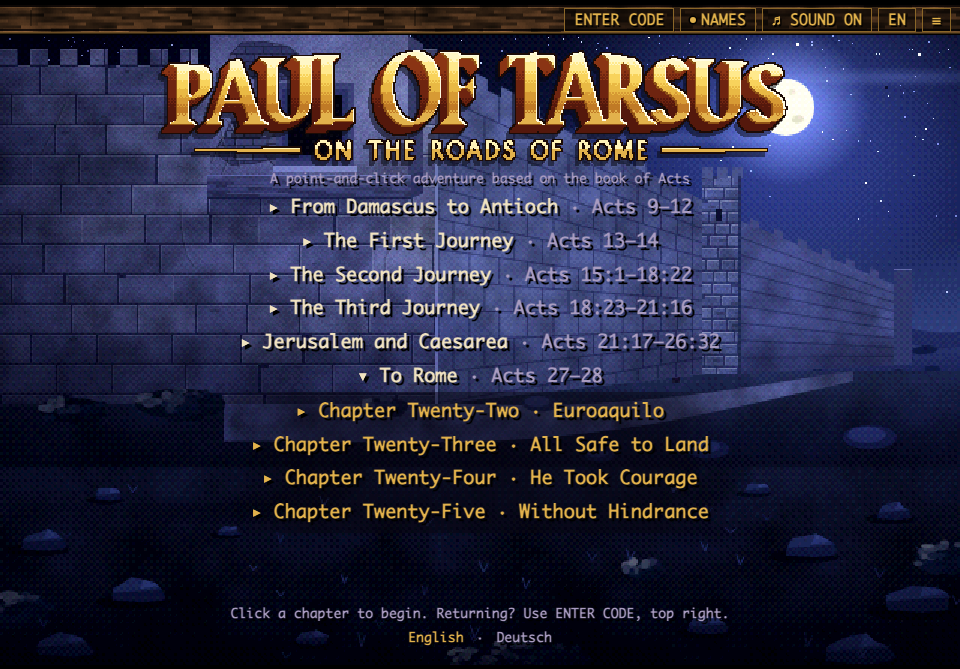 ENTER CODE ● NAMES ♬ SOUND ON EN ≡
PAUL OF TARSUS
ON THE ROADS OF ROME
A point-and-click adventure based on the book of Acts
▸ From Damascus to Antioch · Acts 9–12
▸ The First Journey · Acts 13–14
▸ The Second Journey · Acts 15:1–18:22
▸ The Third Journey · Acts 18:23–21:16
▸ Jerusalem and Caesarea · Acts 21:17–26:32
▾ To Rome · Acts 27–28
▸ Chapter Twenty-Two · Euroaquilo
▸ Chapter Twenty-Three · All Safe to Land
▸ Chapter Twenty-Four · He Took Courage
▸ Chapter Twenty-Five · Without Hindrance
Click a chapter to begin. Returning? Use ENTER CODE, top right.
English · Deutsch